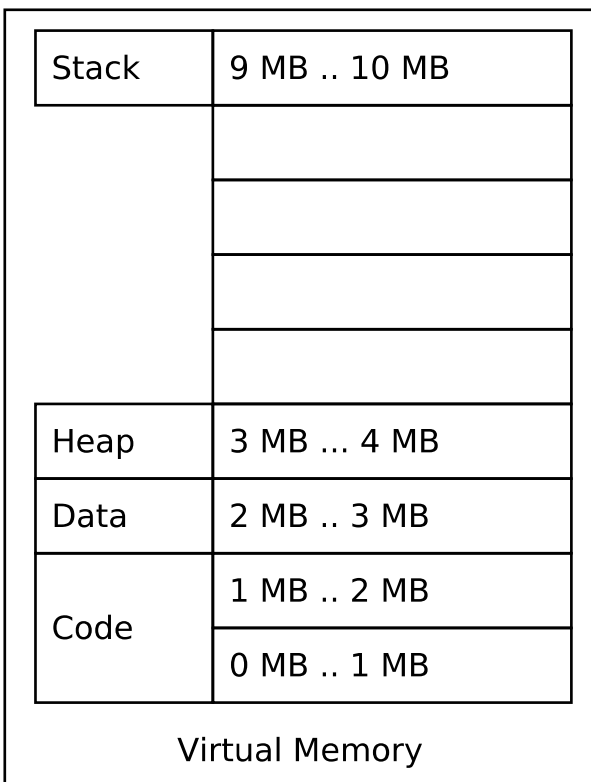 Stack 9 MB .. 10 MB
Heap 3 MB ... 4 MB
Data 2 MB .. 3 MB
Code 1 MB .. 2 MB
0 MB .. 1 MB
Virtual Memory